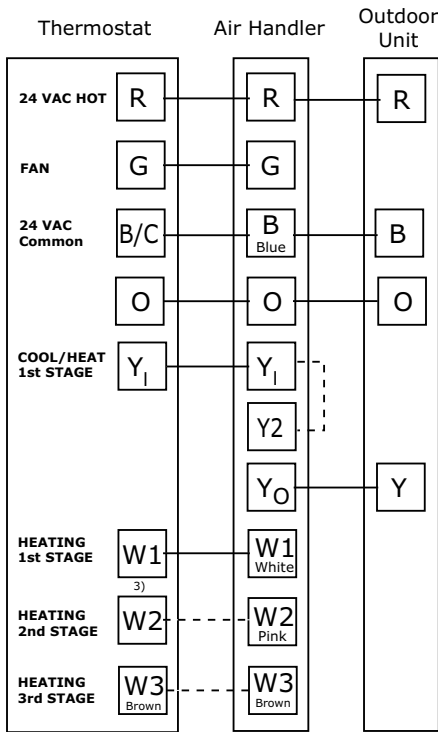 Thermostat
Air Handler
Outdoor
Unit
24 VAC HOT
R
R
R
FAN
G
G
24 VAC
Common
B/C
B
Blue
B
O
O
O
COOL/HEAT
1st STAGE
Y1
Y1
Y2
YO
Y
HEATING
1st STAGE
W1
W1
White
3)
HEATING
2nd STAGE
W2
W2
Pink
HEATING
3rd STAGE
W3
Brown
W3
Brown